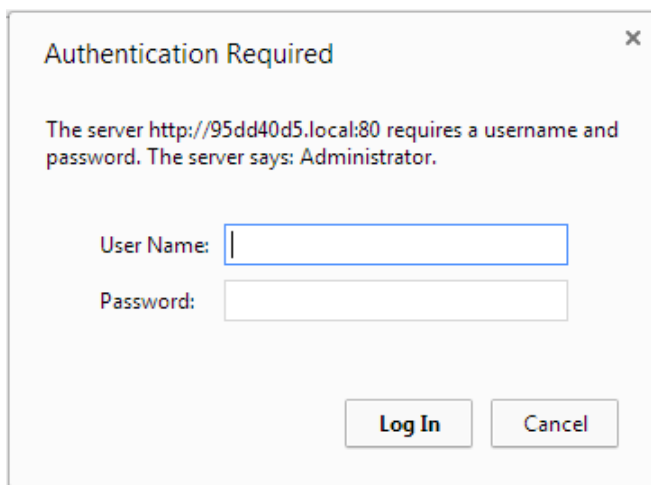 Authentication Required
The server http://95dd40d5.local:80 requires a username and
password. The server says: Administrator.
User Name:
Password:
Log In
Cancel